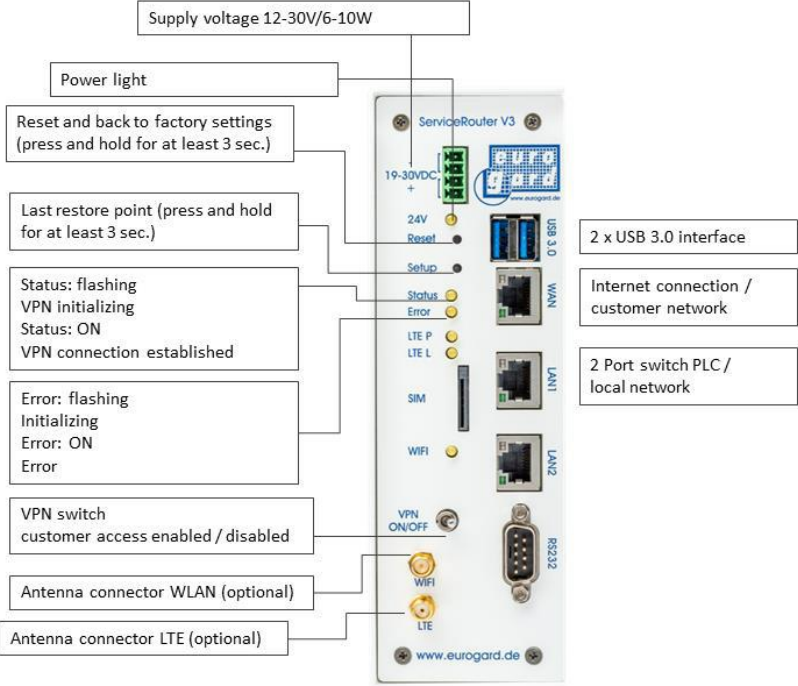 Supply voltage 12-30V/6-10W
Power light
Reset and back to factory settings
(press and hold for at least 3 sec.)
Last restore point (press and hold
for at least 3 sec.)
Status: flashing
VPN initializing
Status: ON
VPN connection established
Error: flashing
Initializing
Error: ON
Error
VPN switch
customer access enabled / disabled
Antenna connector WLAN (optional)
Antenna connector LTE (optional)
ServiceRouter V3
19-30VDC
+
euro
gard
www.eurogard.de
24V
Reset
Setup
Status
Error
LTE P
LTE L
SIM
WIFI
VPN
ON/OFF
WIFI
LTE
USB 3.0
WAN
LAN1
LAN2
RS232
www.eurogard.de
2 x USB 3.0 interface
Internet connection /
customer network
2 Port switch PLC /
local network